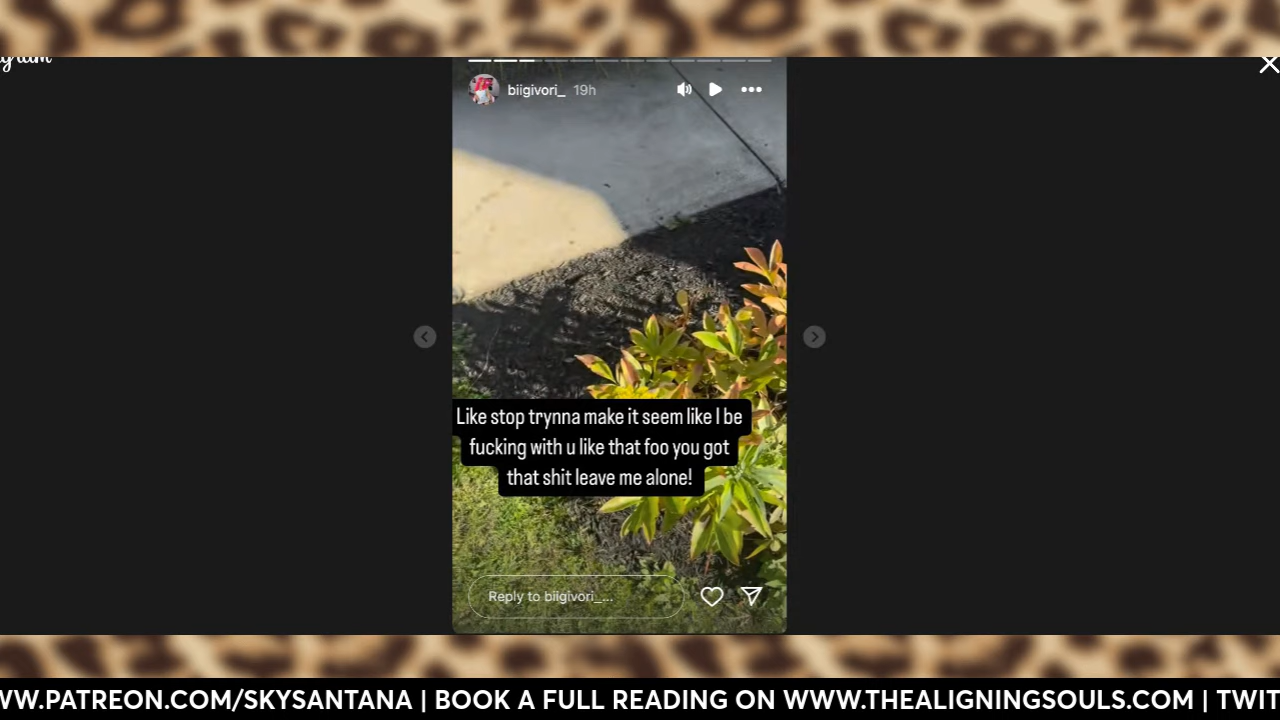 biigivori_ 19h
Like stop trynna make it seem like I be
fucking with u like that foo you got
that shit leave me alone!
Reply to biigivori_...
WW.PATREON.COM/SKYSANTANA | BOOK A FULL READING ON WWW.THEALIGNINGSOULS.COM | TWIT